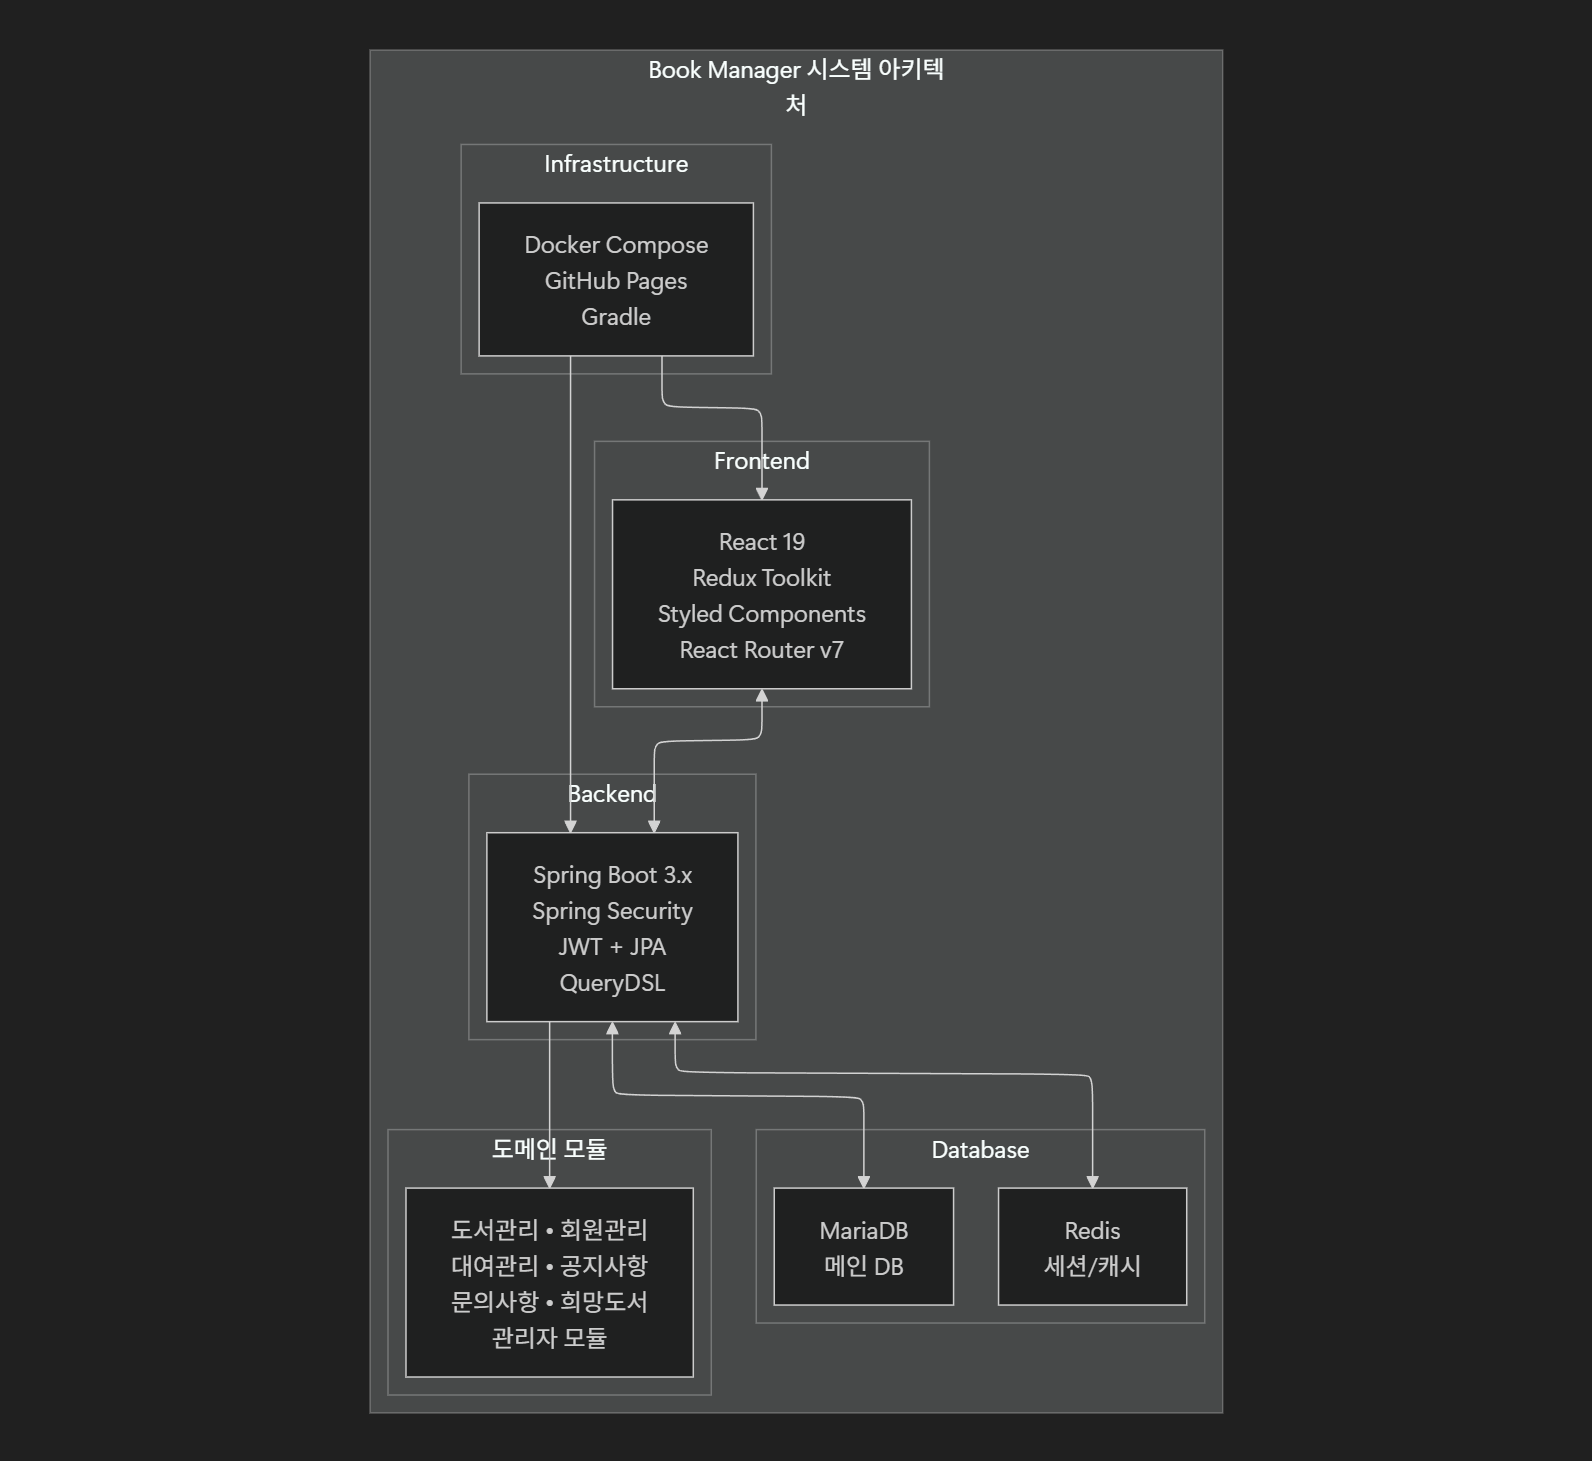 Book Manager 시스템 아키텍
처
Infrastructure
Docker Compose
GitHub Pages
Gradle
Frontend
React 19
Redux Toolkit
Styled Components
React Router v7
Backend
Spring Boot 3.x
Spring Security
JWT + JPA
QueryDSL
도메인 모듈
도서관리 • 회원관리
대여관리 • 공지사항
문의사항 • 희망도서
관리자 모듈
Database
MariaDB
메인 DB
Redis
세션/캐시